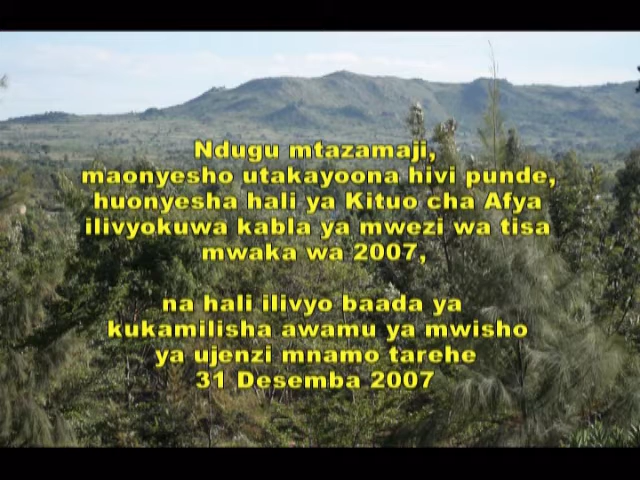 Ndugu mtazamaji,
maonyesho utakayoona hivi punde,
huonyesha hali ya Kituo cha Afya
ilivyokuwa kabla ya mwezi wa tisa
mwaka wa 2007,
na hali ilivyo baada ya
kukamilisha awamu ya mwisho
ya ujenzi mnamo tarehe
31 Desemba 2007